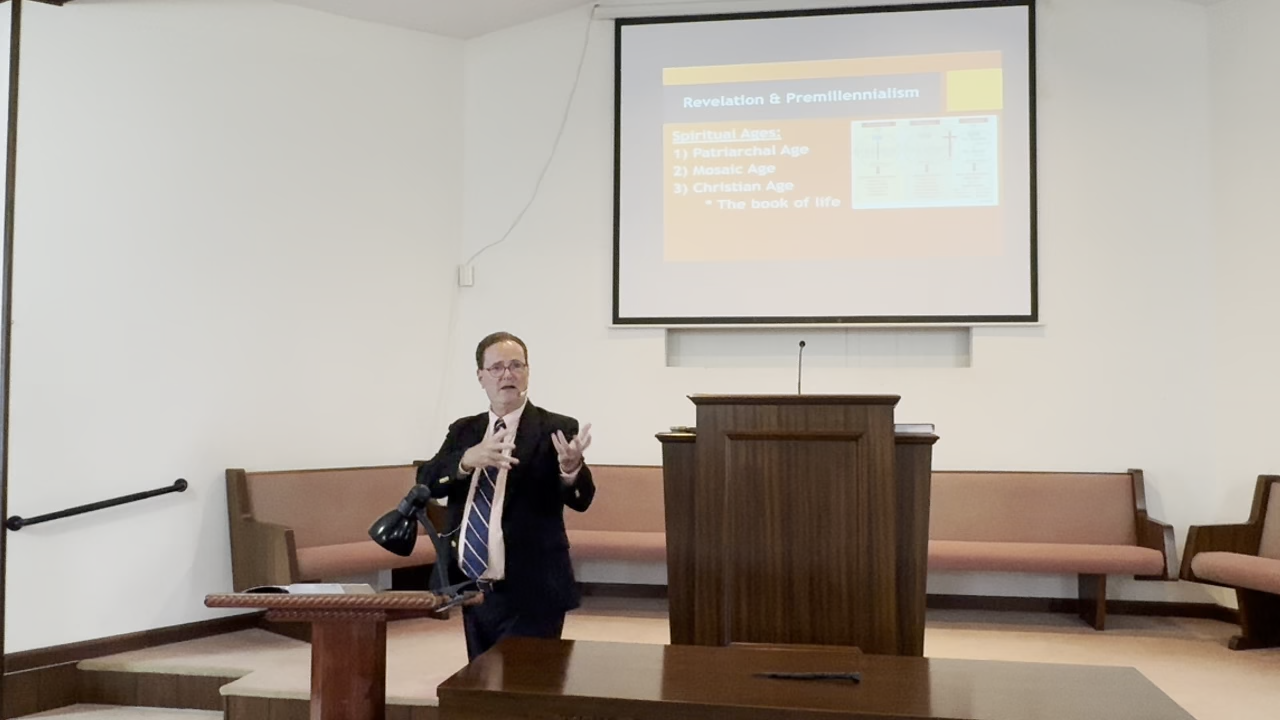 Revelation & Premillennialism
Spiritual Ages:
1) Patriarchal Age
2) Mosaic Age
3) Christian Age
* The book of life